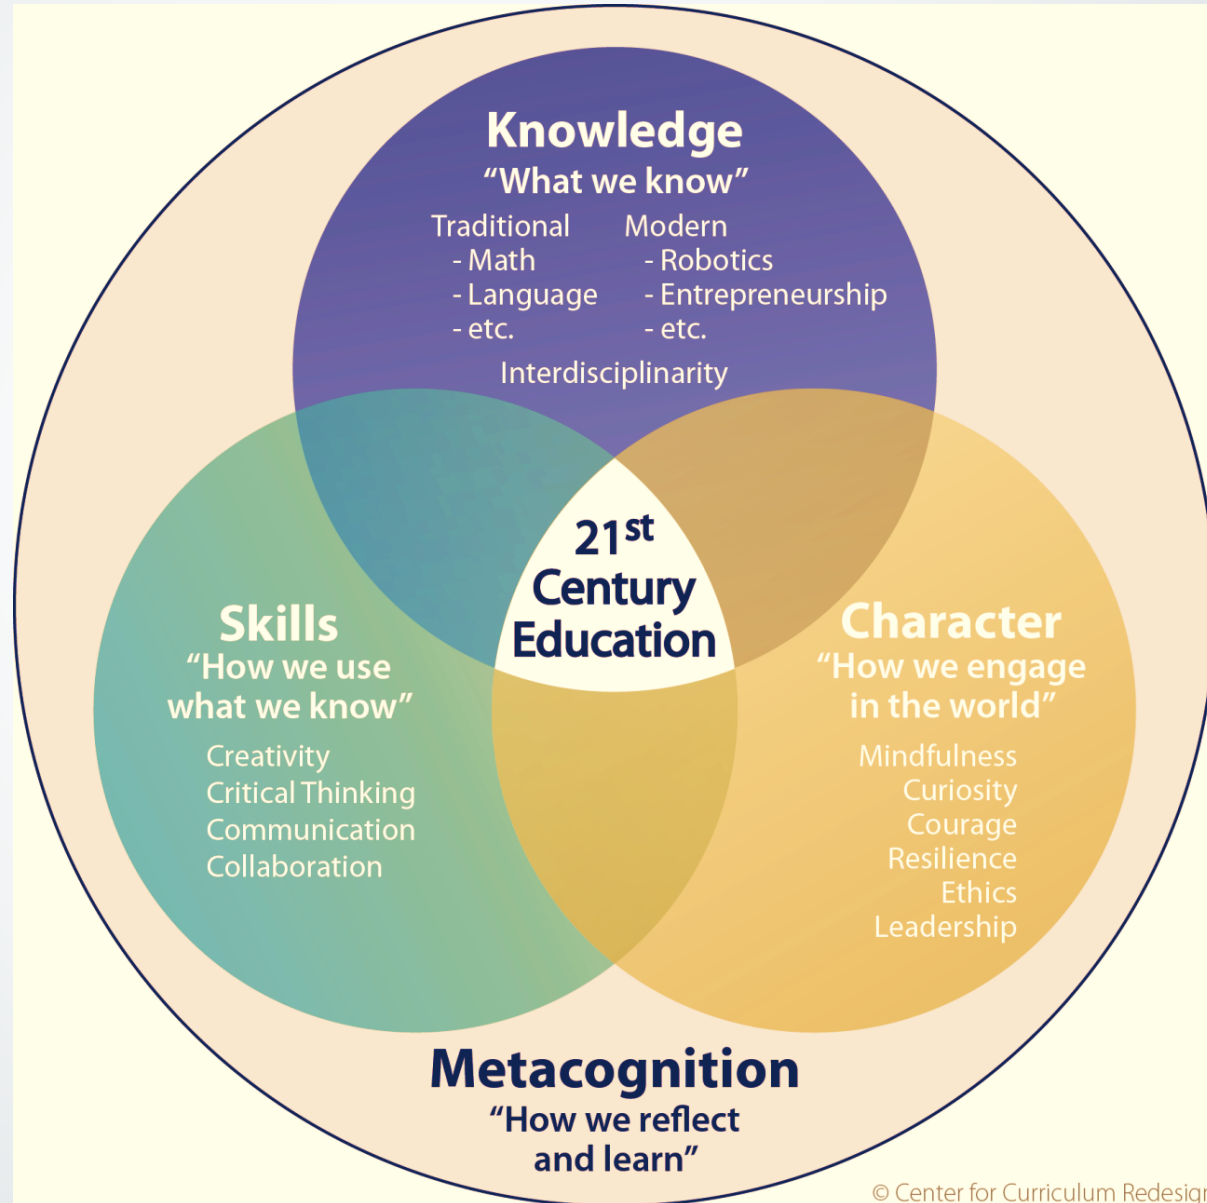 Knowledge
“What we know”
Traditional Modern
- Math - Robotics
- Language - Entrepreneurship
- etc. - etc.
Interdisciplinarity
21st
Century
Education
Skills
“How we use
what we know”
Creativity
Critical Thinking
Communication
Collaboration
Character
“How we engage
in the world”
Mindfulness
Curiosity
Courage
Resilience
Ethics
Leadership
Metacognition
“How we reflect
and learn”
© Center for Curriculum Redesign